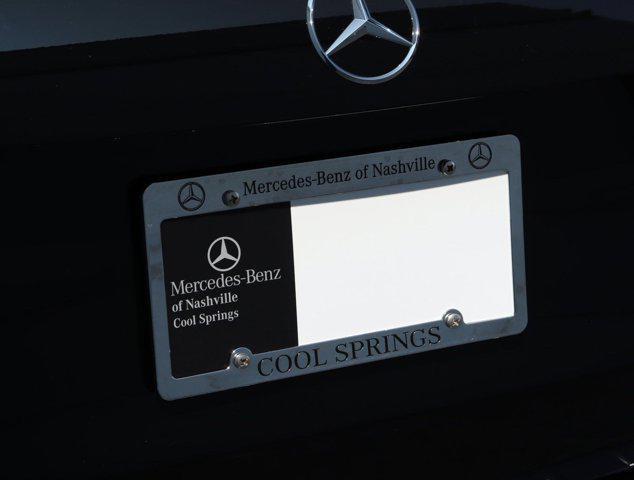 Mercedes-Benz of Nashville
Mercedes-Benz
of Nashville
Cool Springs
COOL SPRINGS